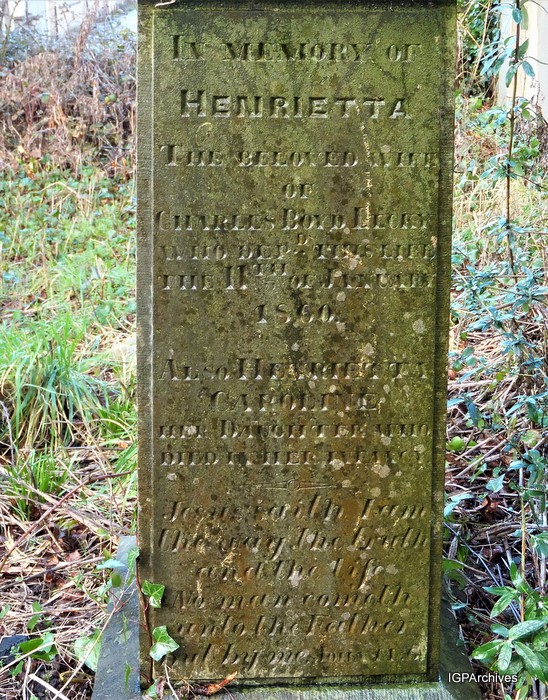 In Memory of
Henrietta
The beloved wife
of
Charles Boyd Lecky
who depd. this life
the 11th of January
1860.
Also Henrietta
Caroline
her Daughter who
died in her infancy
Jesus saith I am
the way the truth
and the life
No man cometh
unto the Father
but by me John
IGPArchives